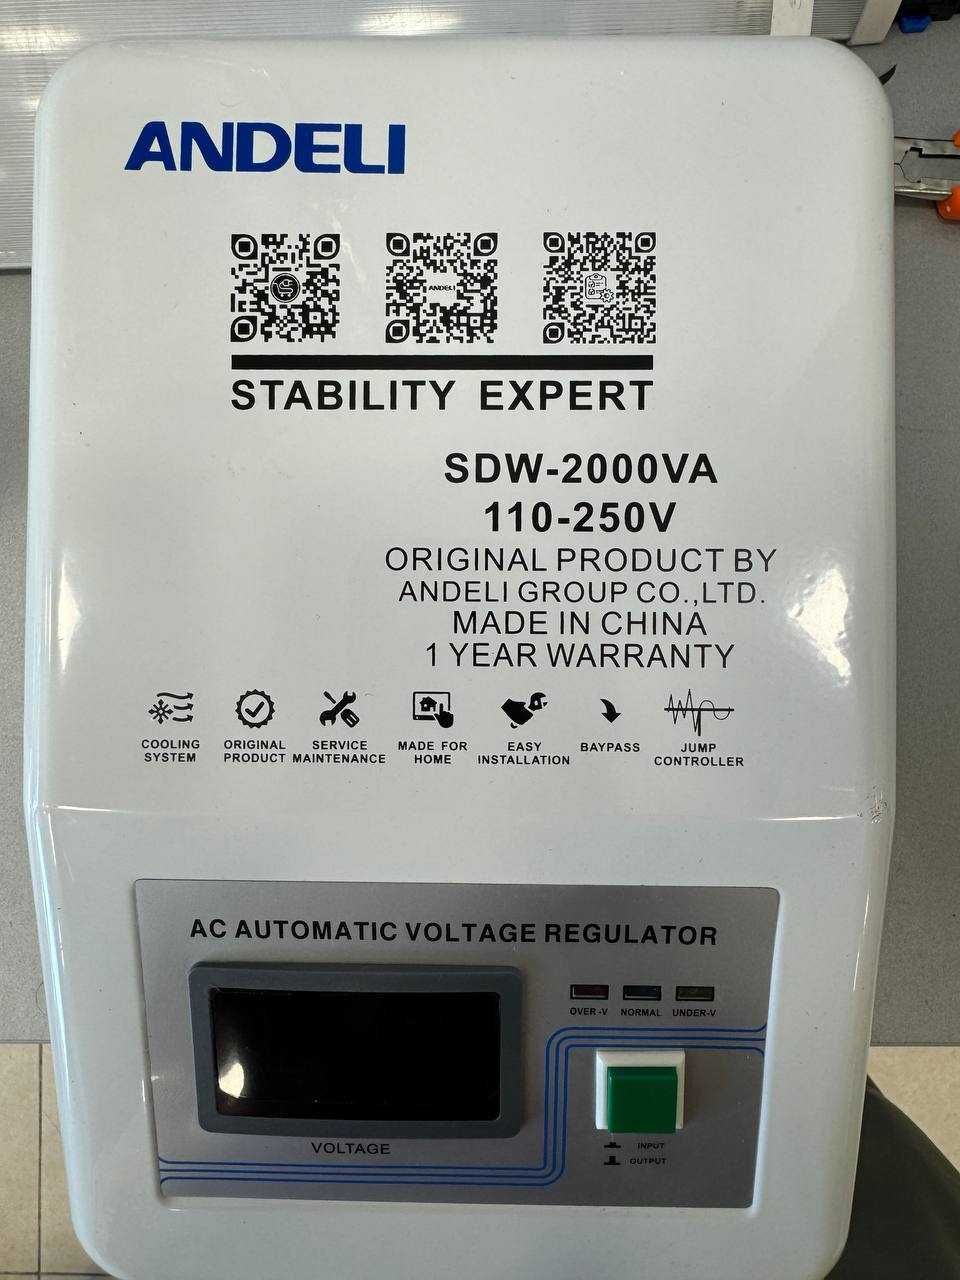 ANDELI
ANDELI
STABILITY EXPERT
SDW-2000VA
110-250V
ORIGINAL PRODUCT BY
ANDELI GROUP CO.,LTD.
MADE IN CHINA
1 YEAR WARRANTY
COOLING SYSTEM
ORIGINAL PRODUCT
SERVICE MAINTENANCE
MADE FOR HOME
EASY INSTALLATION
BAYPASS
JUMP CONTROLLER
AC AUTOMATIC VOLTAGE REGULATOR
OVER-V NORMAL UNDER-V
VOLTAGE
INPUT
OUTPUT